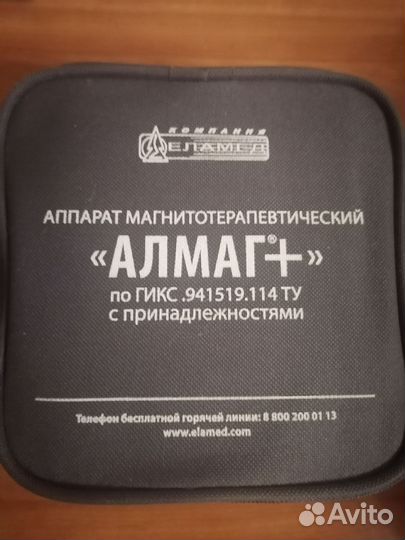 КОМПАНИЯ
ЕЛАМЕД
АППАРАТ МАГНИТОТЕРАПЕВТИЧЕСКИЙ
«АЛМАГ®+»
по ГИКС .941519.114 ТУ
с принадлежностями
Телефон бесплатной горячей линии: 8 800 200 01 13
www.elamed.com
Avito